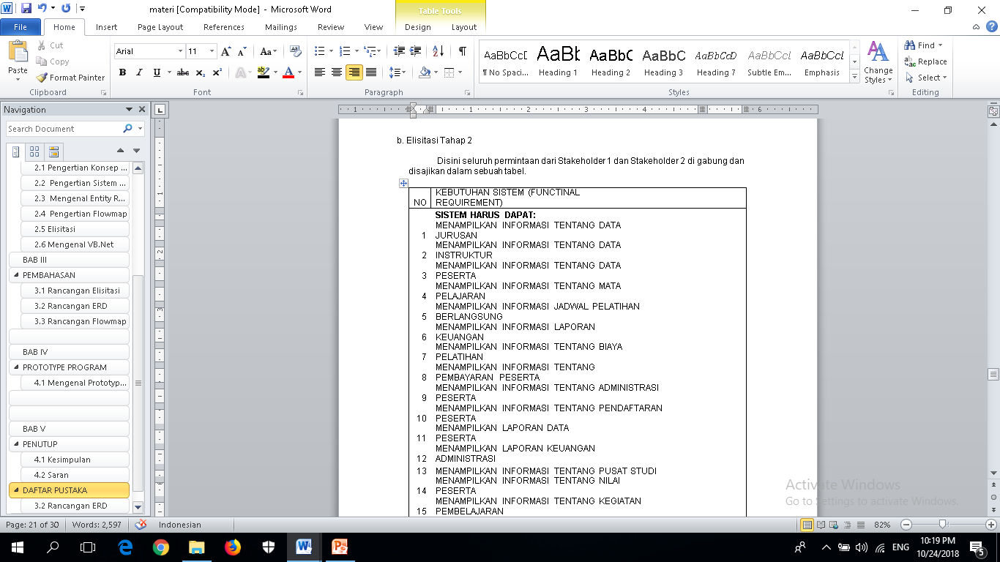 materi [Compatibility Mode] - Microsoft Word
Table Tools
File Home Insert Page Layout References Mailings Review View Design Layout
Cut
Copy
Format Painter
Paste
Arial 11
AaBbCcD AaBb AaBbC AaBbC AaBbCcD AaBbCcl AaBbCcl
¶ No Spaci... Heading 1 Heading 2 Heading 3 Heading 7 Subtle Em... Emphasis
Change Styles
Find
Replace
Select
Clipboard Font Paragraph Styles Editing
Navigation
Search Document
2.1 Pengertian Konsep ...
2.2 Pengertian Sistem ...
2.3 Mengenal Entity R...
2.4 Pengertian Flowmap
2.5 Elisitasi
2.6 Mengenal VB.Net
BAB III
PEMBAHASAN
3.1 Rancangan Elisitasi
3.2 Rancangan ERD
3.3 Rancangan Flowmap
BAB IV
PROTOTYPE PROGRAM
4.1 Mengenal Prototyp...
BAB V
PENUTUP
4.1 Kesimpulan
4.2 Saran
DAFTAR PUSTAKA
3.2 Rancangan ERD
b. Elisitasi Tahap 2
Disini seluruh permintaan dari Stakeholder 1 dan Stakeholder 2 di gabung dan
disajikan dalam sebuah tabel.
KEBUTUHAN SISTEM (FUNCTINAL
NO REQUIREMENT)
SISTEM HARUS DAPAT:
MENAMPILKAN INFORMASI TENTANG DATA
1 JURUSAN
MENAMPILKAN INFORMASI TENTANG DATA
2 INSTRUKTUR
MENAMPILKAN INFORMASI TENTANG DATA
3 PESERTA
MENAMPILKAN INFORMASI TENTANG MATA
4 PELAJARAN
MENAMPILKAN INFORMASI JADWAL PELATIHAN
5 BERLANGSUNG
MENAMPILKAN INFORMASI LAPORAN
6 KEUANGAN
MENAMPILKAN INFORMASI TENTANG BIAYA
7 PELATIHAN
MENAMPILKAN INFORMASI TENTANG
8 PEMBAYARAN PESERTA
MENAMPILKAN INFORMASI TENTANG ADMINISTRASI
9 PESERTA
MENAMPILKAN INFORMASI TENTANG PENDAFTARAN
10 PESERTA
MENAMPILKAN LAPORAN DATA
11 PESERTA
MENAMPILKAN LAPORAN KEUANGAN
12 ADMINISTRASI
13 MENAMPILKAN INFORMASI TENTANG PUSAT STUDI
MENAMPILKAN INFORMASI TENTANG NILAI
14 PESERTA
MENAMPILKAN INFORMASI TENTANG KEGIATAN
15 PEMBELAJARAN
Activate Windows
Go to Settings to activate Windows.
Page: 21 of 30 Words: 2,597 Indonesian 82%
ENG
10:19 PM
10/24/2018
5